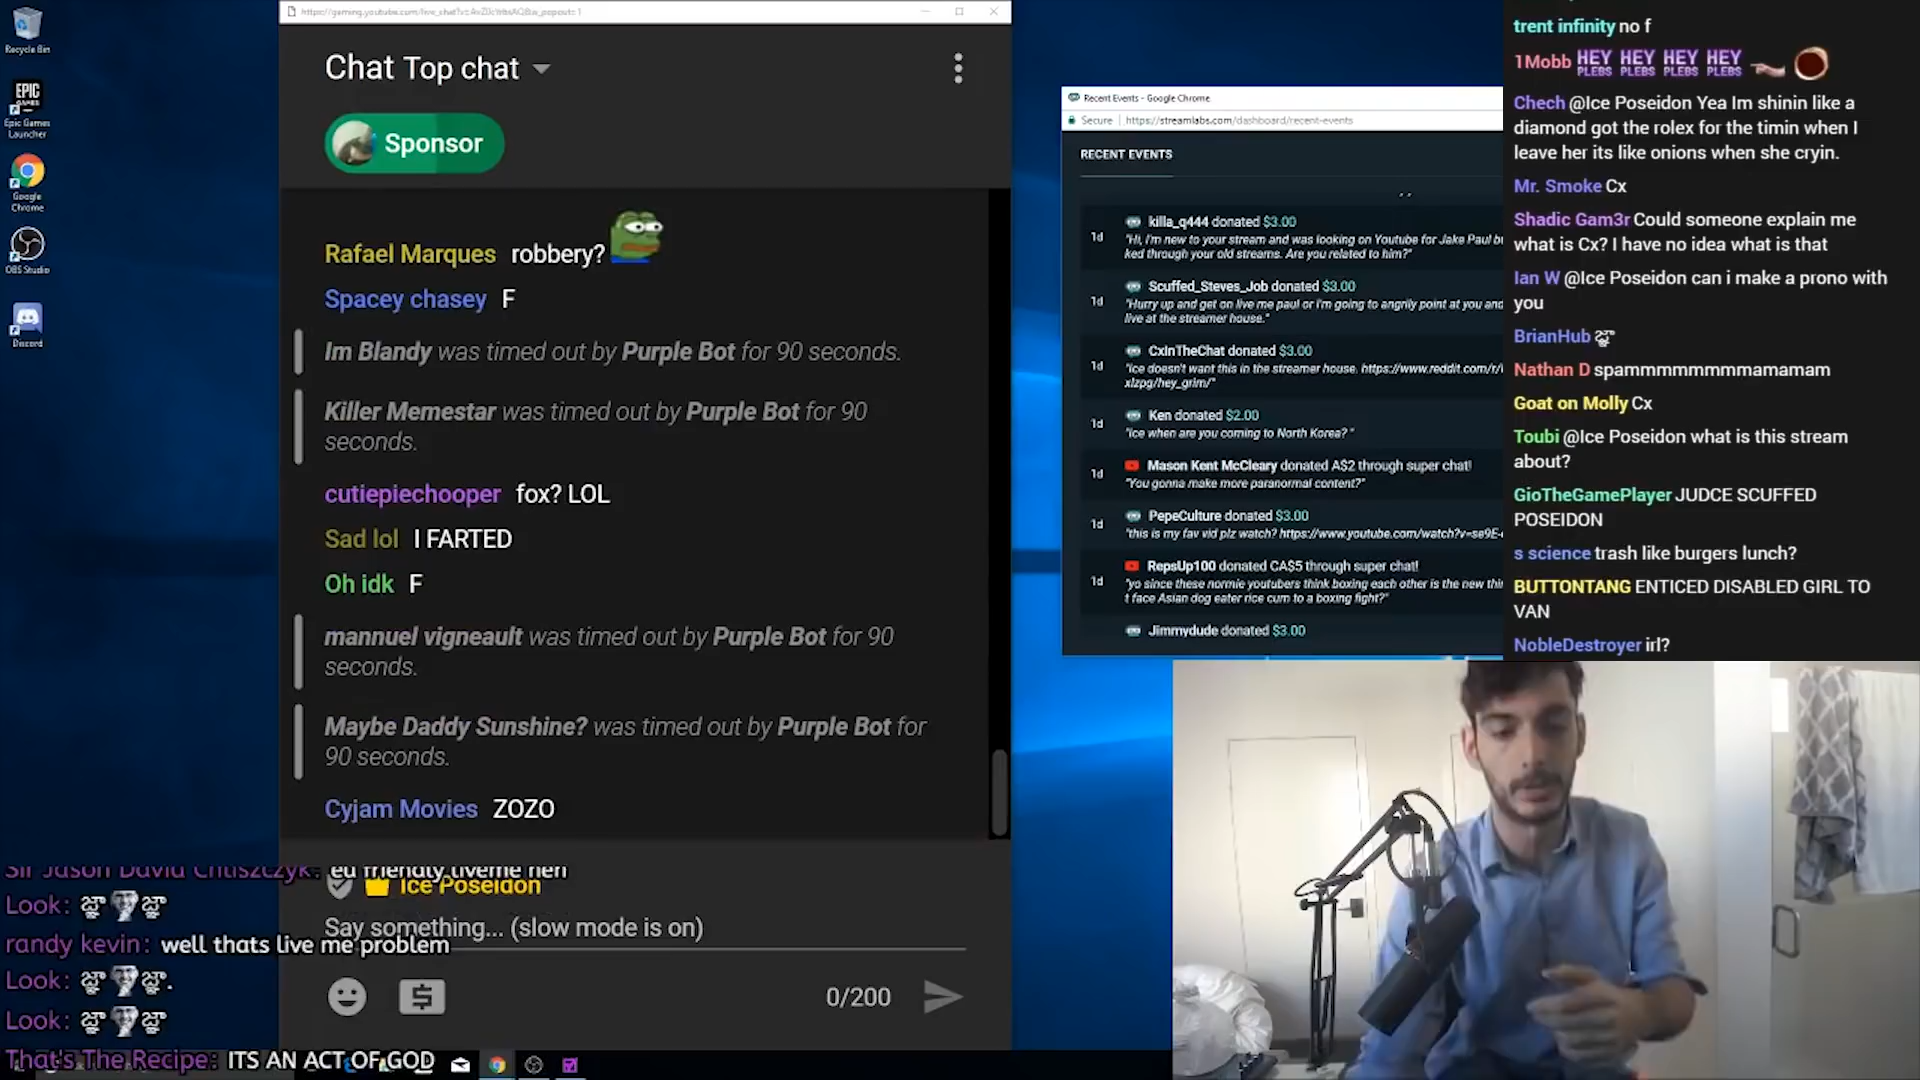 https://gaming.youtube.com/live_chat?
Recycle Bin
EPIC
GAMES
Epic Games
Launcher
Google
Chrome
OBS Studio
Discord
Chat Top chat
Sponsor
Rafael Marques robbery?
Spacey chasey F
Im Blandy was timed out by Purple Bot for 90 seconds.
Killer Memestar was timed out by Purple Bot for 90
seconds.
cutiepiechooper fox? LOL
Sad lol I FARTED
Oh idk F
mannuel vigneault was timed out by Purple Bot for 90
seconds.
Maybe Daddy Sunshine? was timed out by Purple Bot for
90 seconds.
Cyjam Movies ZOZO
Ice Poseidon
Say something... (slow mode is on)
0/200
Recent Events - Google Chrome
Secure https://streamlabs.com/dashboard/recent-events
RECENT EVENTS
1d killa_q444 donated $3.00
"Hi, I'm new to your stream and was looking on Youtube for Jake Paul
ked through your old streams. Are you related to him?"
1d Scuffed_Steves_Job donated $3.00
"Hurry up and get on live me paul or I'm going to angrily point at you and
live at the streamer house."
1d CxInTheChat donated $3.00
"Ice doesn't want this in the streamer house. https://www.reddit.com/r/
xlzpg/hey_grim/"
1d Ken donated $2.00
"Ice when are you coming to North Korea? "
1d Mason Kent McCleary donated A$2 through super chat!
"You gonna make more paranormal content?"
1d PepeCulture donated $3.00
"this is my fav vid plz watch? https://www.youtube.com/watch?v=se9E-
1d RepsUp100 donated CA$5 through super chat!
"yo since these normie youtubers think boxing each other is the new
t face Asian dog eater rice cum to a boxing fight?"
Jimmydude donated $3.00
trent infinity no f
1Mobb HEY PLEBS HEY PLEBS HEY PLEBS HEY PLEBS
Chech @Ice Poseidon Yea Im shinin like a
diamond got the rolex for the timin when I
leave her its like onions when she cryin.
Mr. Smoke Cx
Shadic Gam3r Could someone explain me
what is Cx? I have no idea what is that
Ian W @Ice Poseidon can i make a prono with
you
BrianHub
Nathan D spammmmmmmamamam
Goat on Molly Cx
Toubi @Ice Poseidon what is this stream
about?
GioTheGamePlayer JUDCE SCUFFED
POSEIDON
s science trash like burgers lunch?
BUTTONTANG ENTICED DISABLED GIRL TO
VAN
NobleDestroyer irl?
Sir Jason David Chliszczyk: eu friendly liveme heh
Look:
randy kevin: well thats live me problem
Look: .
Look:
That's The Recipe: ITS AN ACT OF GOD